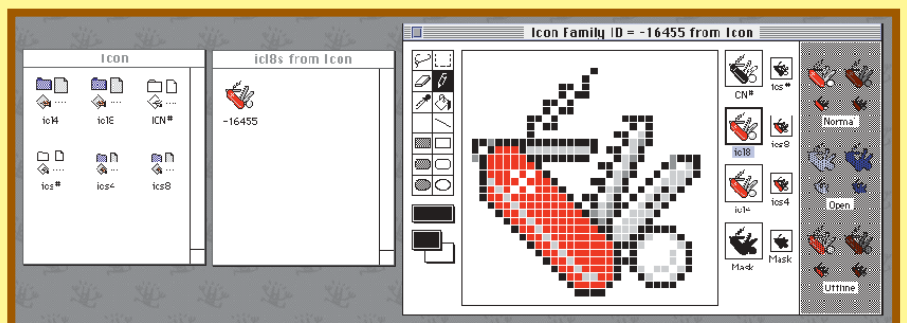 Icon
icl4
icl8
ICN#
ics#
ics4
ics8
icl8s from Icon
-16455
Icon Family ID = -16455 from Icon
CN#
ics#
icl8
ics8
icl4
ics4
Mask
Mask
Normal
Open
Offline